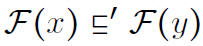 ℱ(x) ⊑′ ℱ(y)